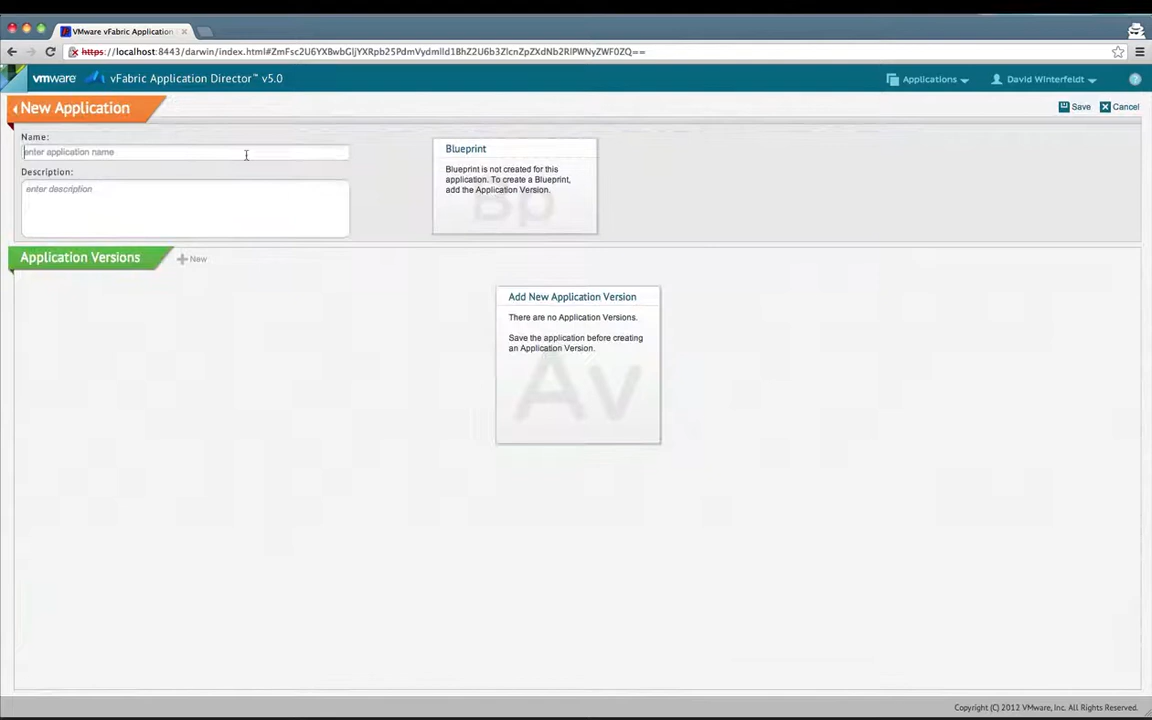 VMware vFabric Application
https://localhost:8443/darwin/index.html#
vmware vFabric Application Director™ v5.0
Applications
David Winterfeldt
?
New Application
Save
Cancel
Name:
enter application name
Description:
enter description
Blueprint
Blueprint is not created for this
application. To create a Blueprint,
add the Application Version.
Bp
Application Versions
New
Add New Application Version
There are no Application Versions.
Save the application before creating
an Application Version.
Av
Copyright (C) 2012 VMware, Inc. All Rights Reserved.